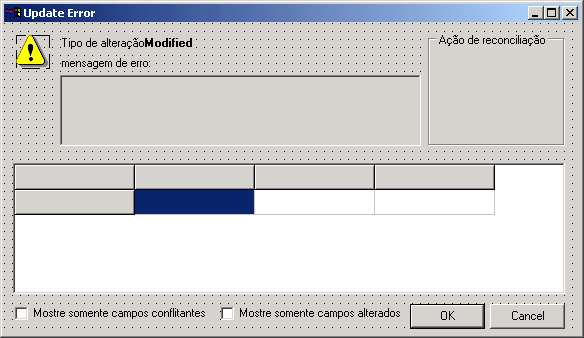 Update Error
Tipo de alteraçãoModified
Ação de reconciliação
mensagem de erro:
Mostre somente campos conflitantes
Mostre somente campos alterados
OK
Cancel